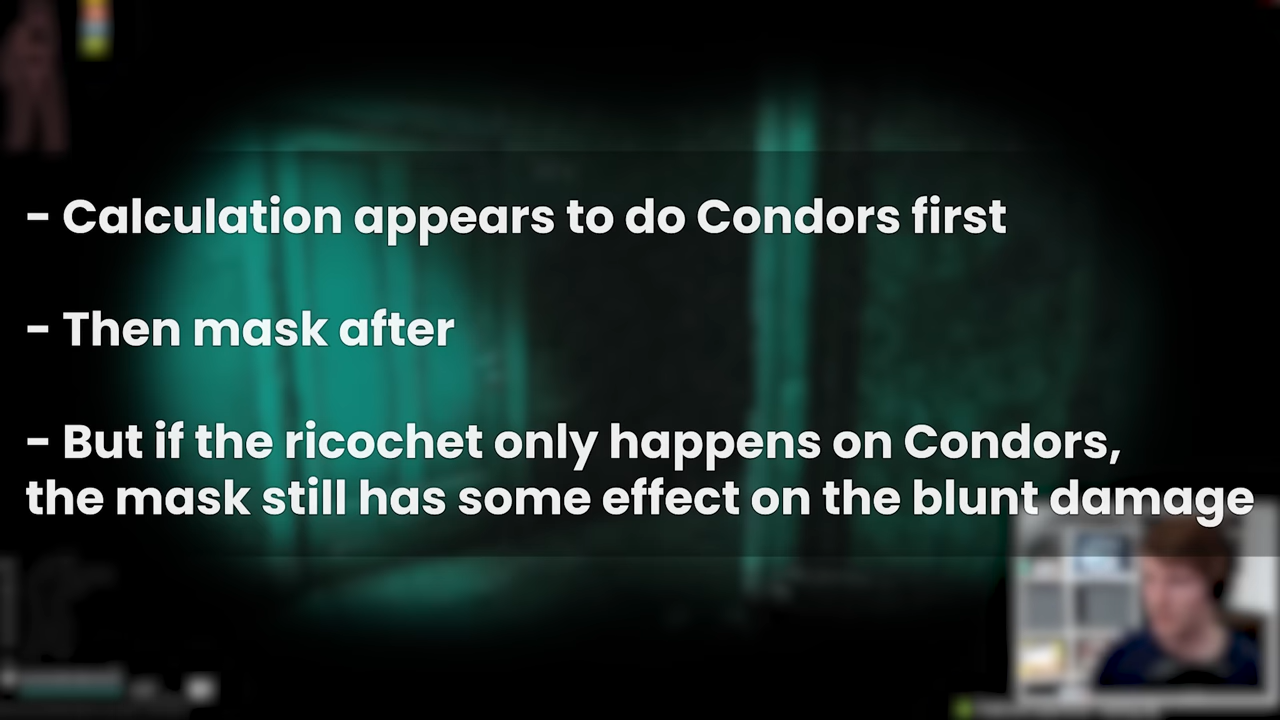 - Calculation appears to do Condors first
- Then mask after
- But if the ricochet only happens on Condors,
the mask still has some effect on the blunt damage